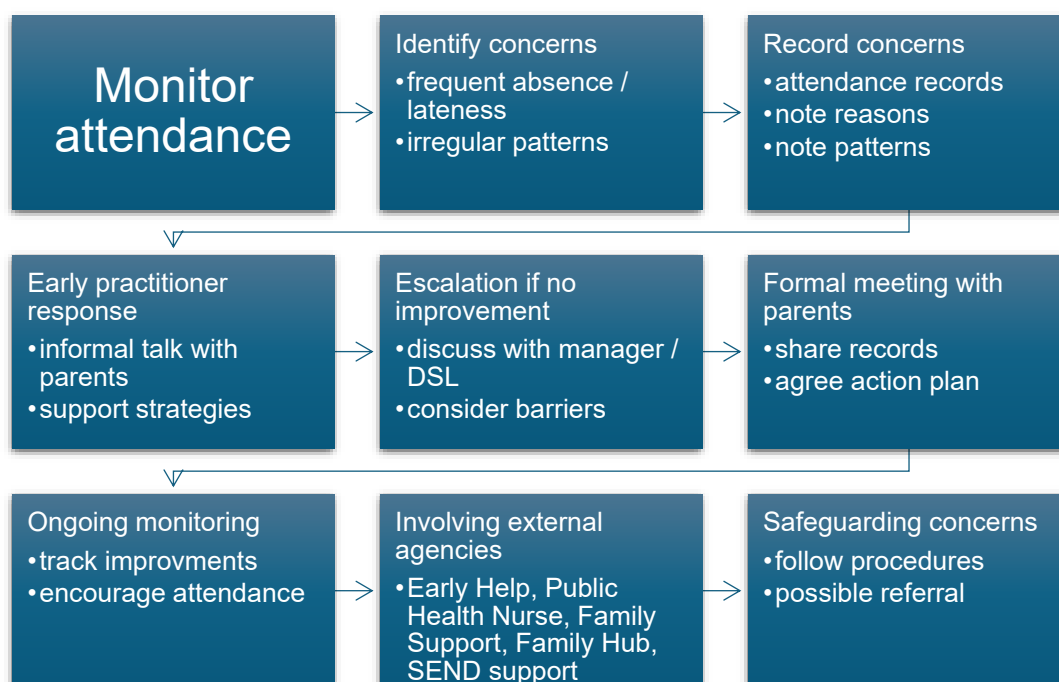 Monitor
attendance
Identify concerns
•frequent absence /
lateness
•irregular patterns
Record concerns
•attendance records
•note reasons
•note patterns
Early practitioner
response
•informal talk with
parents
•support strategies
Escalation if no
improvement
•discuss with manager /
DSL
•consider barriers
Formal meeting with
parents
•share records
•agree action plan
Ongoing monitoring
•track improvments
•encourage attendance
Involving external
agencies
•Early Help, Public
Health Nurse, Family
Support, Family Hub,
SEND support
Safeguarding concerns
•follow procedures
•possible referral